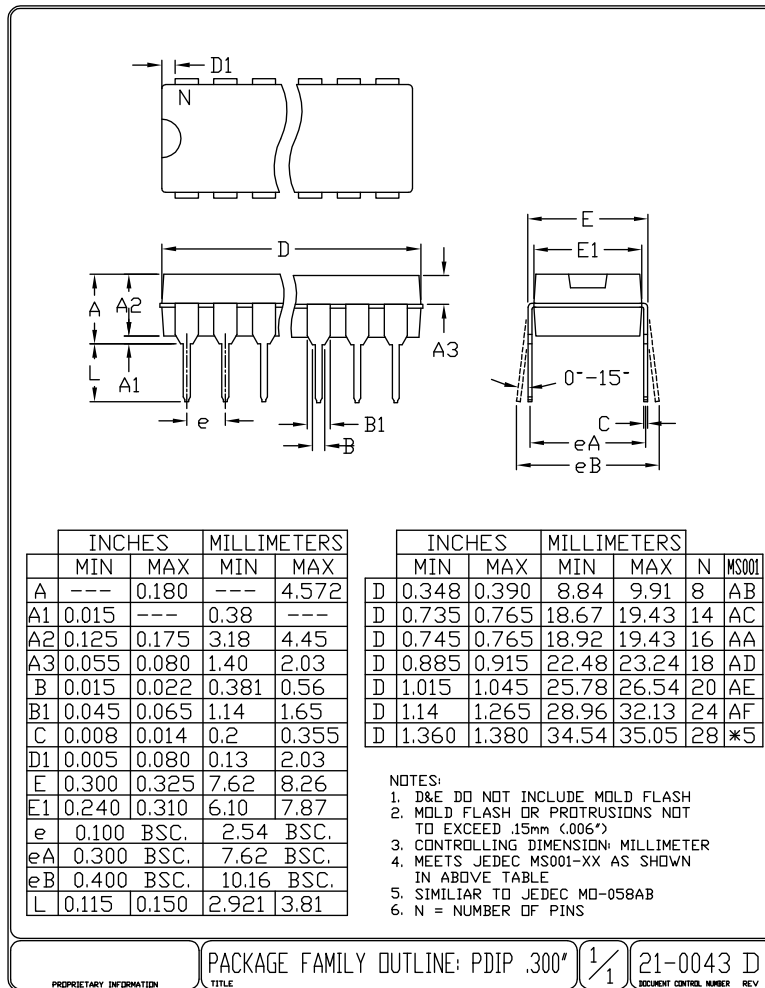 D1
N
D
E
E1
A
A2
A3
L
A1
0°-15°
e
B1
B
C
eA
eB
INCHES MILLIMETERS
MIN MAX MIN MAX
A --- 0.180 --- 4.572
A1 0.015 --- 0.38 ---
A2 0.125 0.175 3.18 4.45
A3 0.055 0.080 1.40 2.03
B 0.015 0.022 0.381 0.56
B1 0.045 0.065 1.14 1.65
C 0.008 0.014 0.2 0.355
D1 0.005 0.080 0.13 2.03
E 0.300 0.325 7.62 8.26
E1 0.240 0.310 6.10 7.87
e 0.100 BSC. 2.54 BSC.
eA 0.300 BSC. 7.62 BSC.
eB 0.400 BSC. 10.16 BSC.
L 0.115 0.150 2.921 3.81
INCHES MILLIMETERS
MIN MAX MIN MAX N MS001
D 0.348 0.390 8.84 9.91 8 AB
D 0.735 0.765 18.67 19.43 14 AC
D 0.745 0.765 18.92 19.43 16 AA
D 0.885 0.915 22.48 23.24 18 AD
D 1.015 1.045 25.78 26.54 20 AE
D 1.14 1.265 28.96 32.13 24 AF
D 1.360 1.380 34.54 35.05 28 *5
NOTES:
1. D&E DO NOT INCLUDE MOLD FLASH
2. MOLD FLASH OR PROTRUSIONS NOT
TO EXCEED .15mm (.006")
3. CONTROLLING DIMENSION: MILLIMETER
4. MEETS JEDEC MS001-XX AS SHOWN
IN ABOVE TABLE
5. SIMILIAR TO JEDEC MO-058AB
6. N = NUMBER OF PINS
PROPRIETARY INFORMATION
PACKAGE FAMILY OUTLINE: PDIP .300"
TITLE
1/1
21-0043 D
DOCUMENT CONTROL NUMBER REV